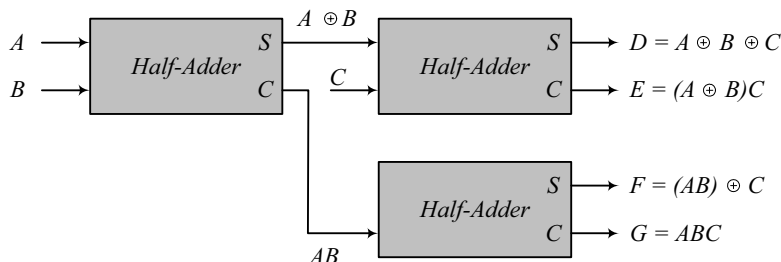 A ⊕ B
A
S
D = A ⊕ B ⊕ C
Half-Adder
S
Half-Adder
B
C
C
C
E = (A ⊕ B)C
S
F = (AB) ⊕ C
Half-Adder
C
G = ABC
AB